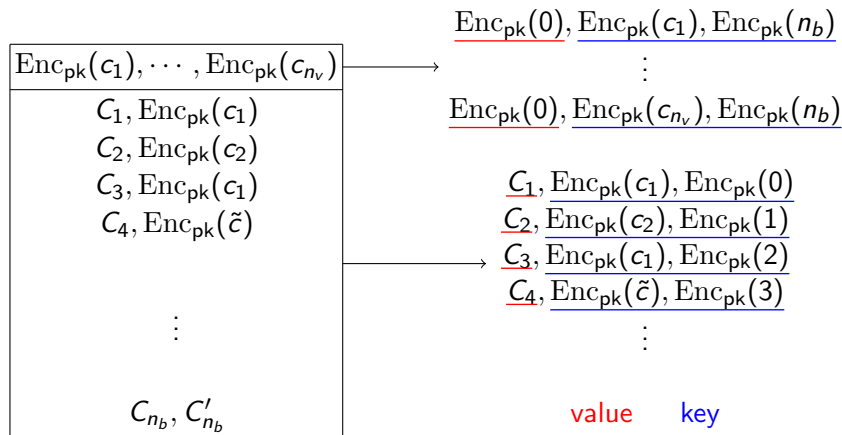 Enc_pk(c_1), ⋯ , Enc_pk(c_{n_v})
C_1, Enc_pk(c_1)
C_2, Enc_pk(c_2)
C_3, Enc_pk(c_1)
C_4, Enc_pk(c̃)
⋮
C_{n_b}, C′_{n_b}
Enc_pk(0), Enc_pk(c_1), Enc_pk(n_b)
⋮
Enc_pk(0), Enc_pk(c_{n_v}), Enc_pk(n_b)
C_1, Enc_pk(c_1), Enc_pk(0)
C_2, Enc_pk(c_2), Enc_pk(1)
C_3, Enc_pk(c_1), Enc_pk(2)
C_4, Enc_pk(c̃), Enc_pk(3)
⋮
value key